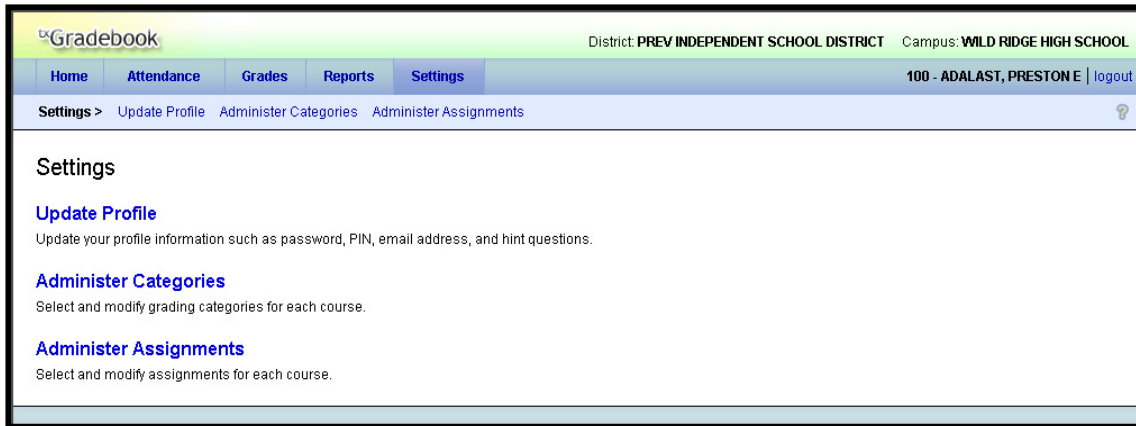 txGradebook
District: PREV INDEPENDENT SCHOOL DISTRICT Campus: WILD RIDGE HIGH SCHOOL
Home Attendance Grades Reports Settings 100 - ADALAST, PRESTON E | logout
Settings > Update Profile Administer Categories Administer Assignments ?
Settings
Update Profile
Update your profile information such as password, PIN, email address, and hint questions.
Administer Categories
Select and modify grading categories for each course.
Administer Assignments
Select and modify assignments for each course.